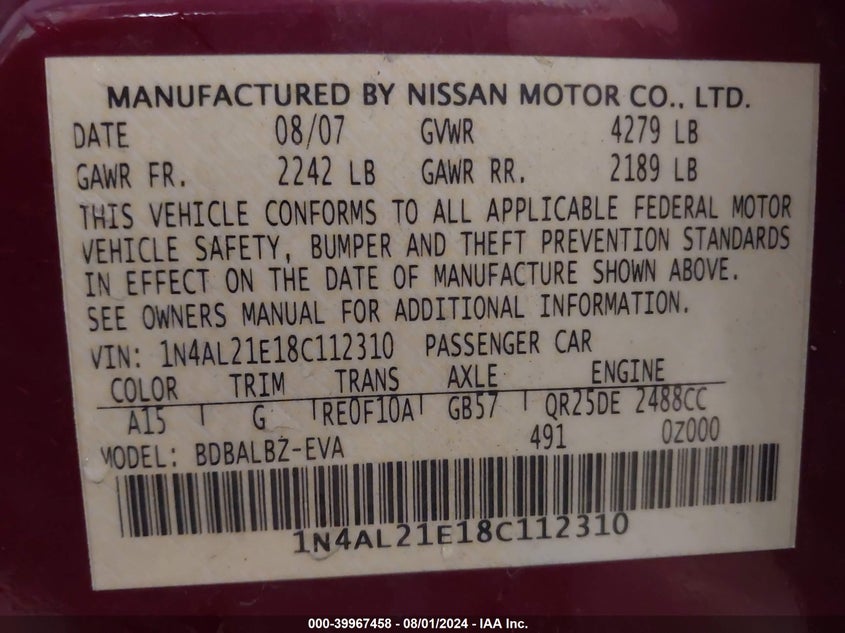 MANUFACTURED BY NISSAN MOTOR CO., LTD.
DATE 08/07 GVWR 4279 LB
GAWR FR. 2242 LB GAWR RR. 2189 LB
THIS VEHICLE CONFORMS TO ALL APPLICABLE FEDERAL MOTOR
VEHICLE SAFETY, BUMPER AND THEFT PREVENTION STANDARDS
IN EFFECT ON THE DATE OF MANUFACTURE SHOWN ABOVE.
SEE OWNERS MANUAL FOR ADDITIONAL INFORMATION.
VIN: 1N4AL21E18C112310 PASSENGER CAR
COLOR TRIM TRANS AXLE ENGINE
A15 G RE0F10A GB57 QR25DE 2488CC
MODEL: BDBALBZ-EVA 491 0Z000
1N4AL21E18C112310
000-39967458 - 08/01/2024 - IAA Inc.